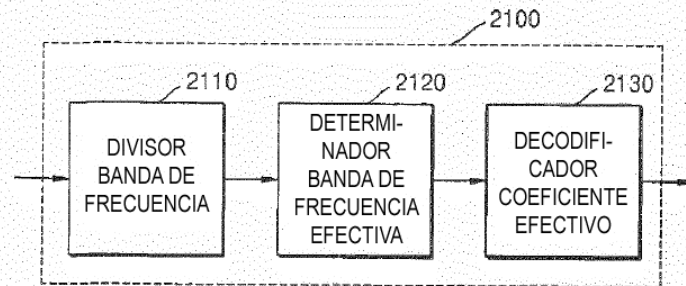 2100
2110
2120
2130
DIVISOR
BANDA DE
FRECUENCIA
DETERMI-
NADOR
BANDA DE
FRECUENCIA
EFECTIVA
DECODIFI-
CADOR
COEFICIENTE
EFECTIVO